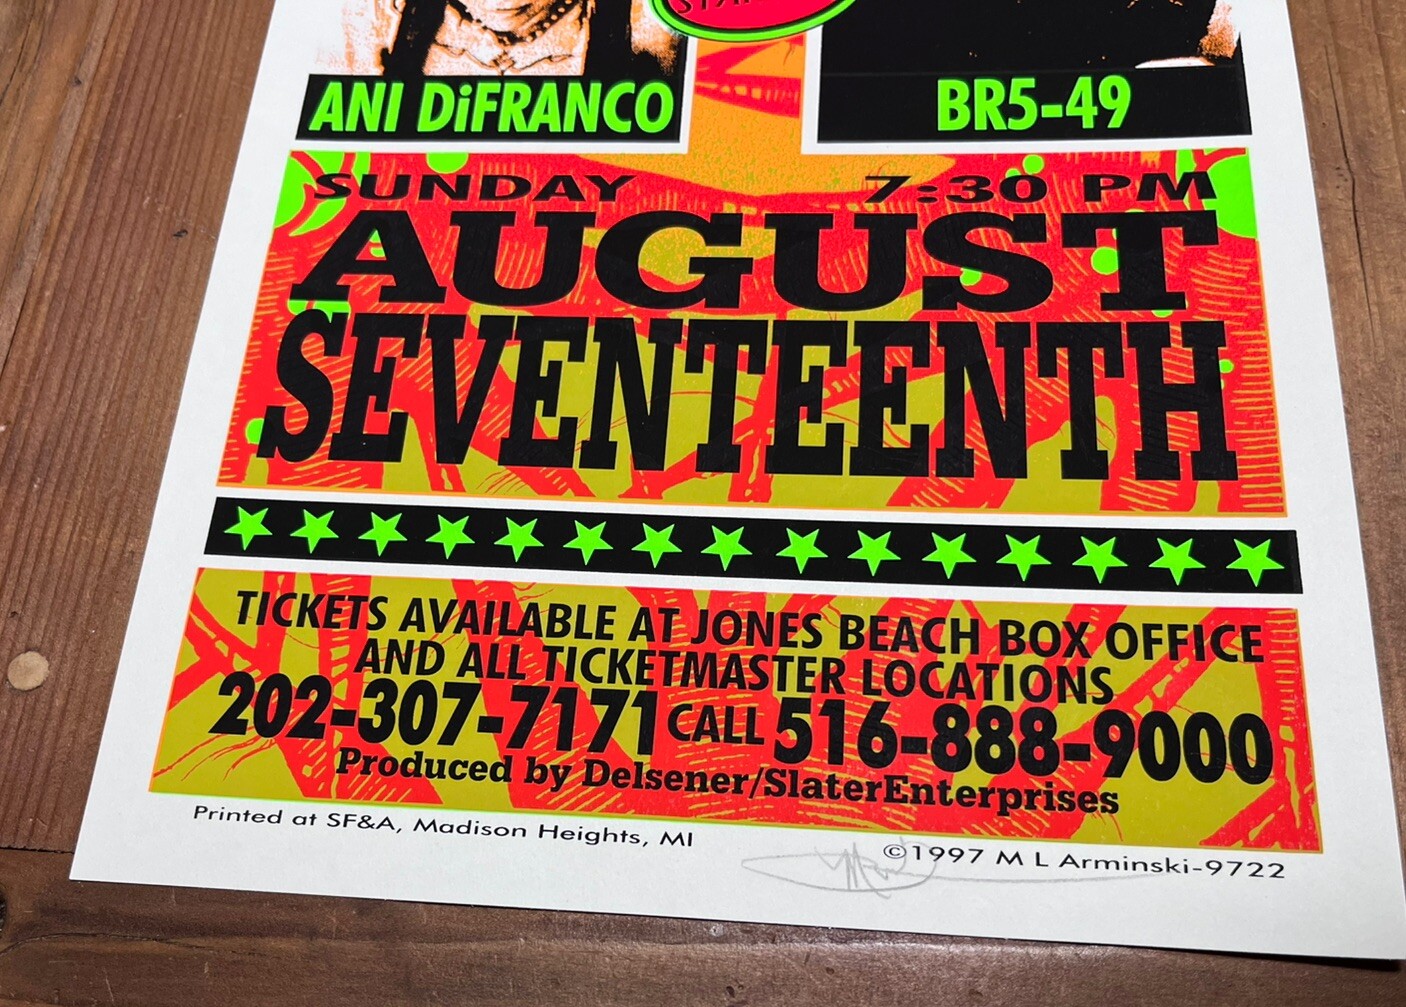 ANI DiFRANCO
BR5-49
SUNDAY 7:30 PM
AUGUST
SEVENTEENTH
TICKETS AVAILABLE AT JONES BEACH BOX OFFICE
AND ALL TICKETMASTER LOCATIONS
202-307-7171 CALL 516-888-9000
Produced by Delsener/SlaterEnterprises
Printed at SF&A, Madison Heights, MI
©1997 M L Arminski-9722